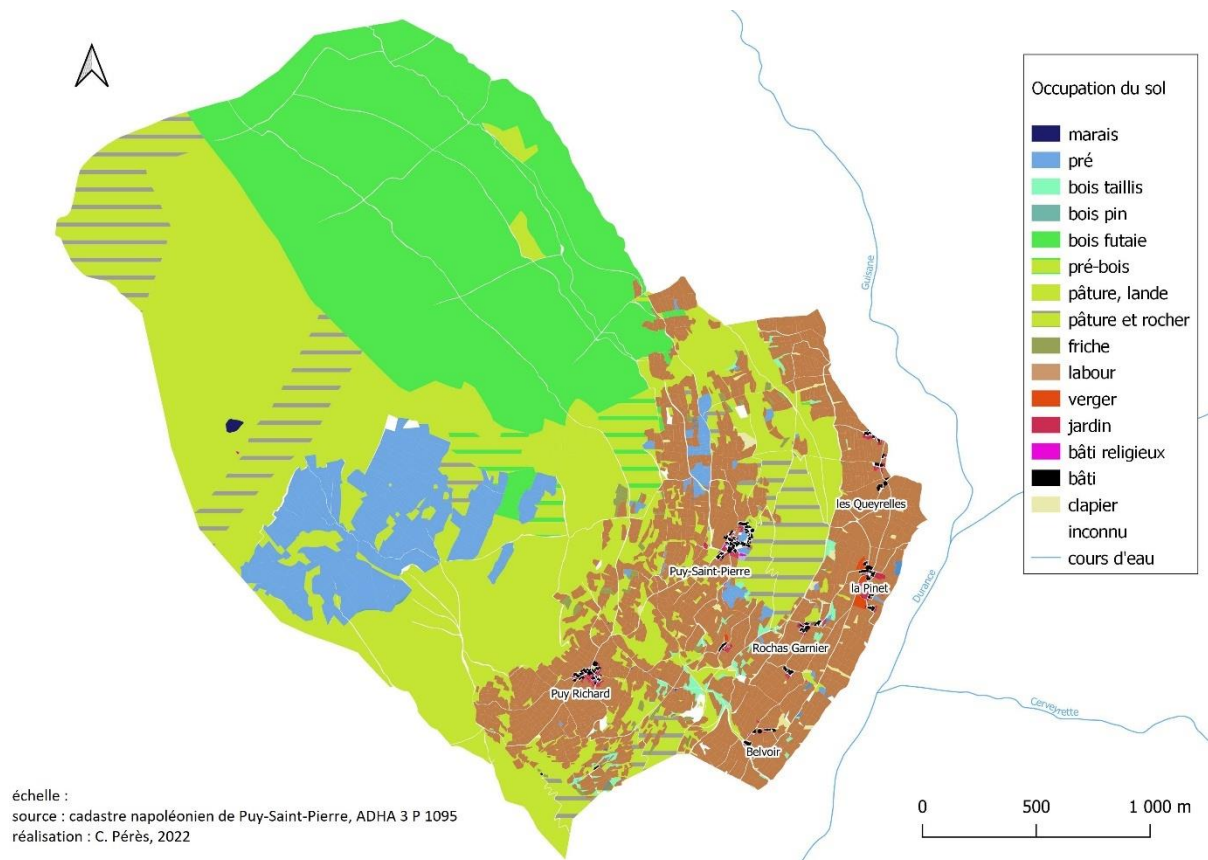 Occupation du sol
marais
pré
bois taillis
bois pin
bois futaie
pré-bois
pâture, lande
pâture et rocher
friche
labour
verger
jardin
bâti religieux
bâti
clapier
inconnu
cours d'eau
Guisane
les Queyrelles
Puy-Saint-Pierre
la Pinet
Durance
Rochas Garnier
Puy Richard
Cerveyrette
Belvoir
échelle :
source : cadastre napoléonien de Puy-Saint-Pierre, ADHA 3 P 1095
réalisation : C. Pérès, 2022
0 500 1 000 m